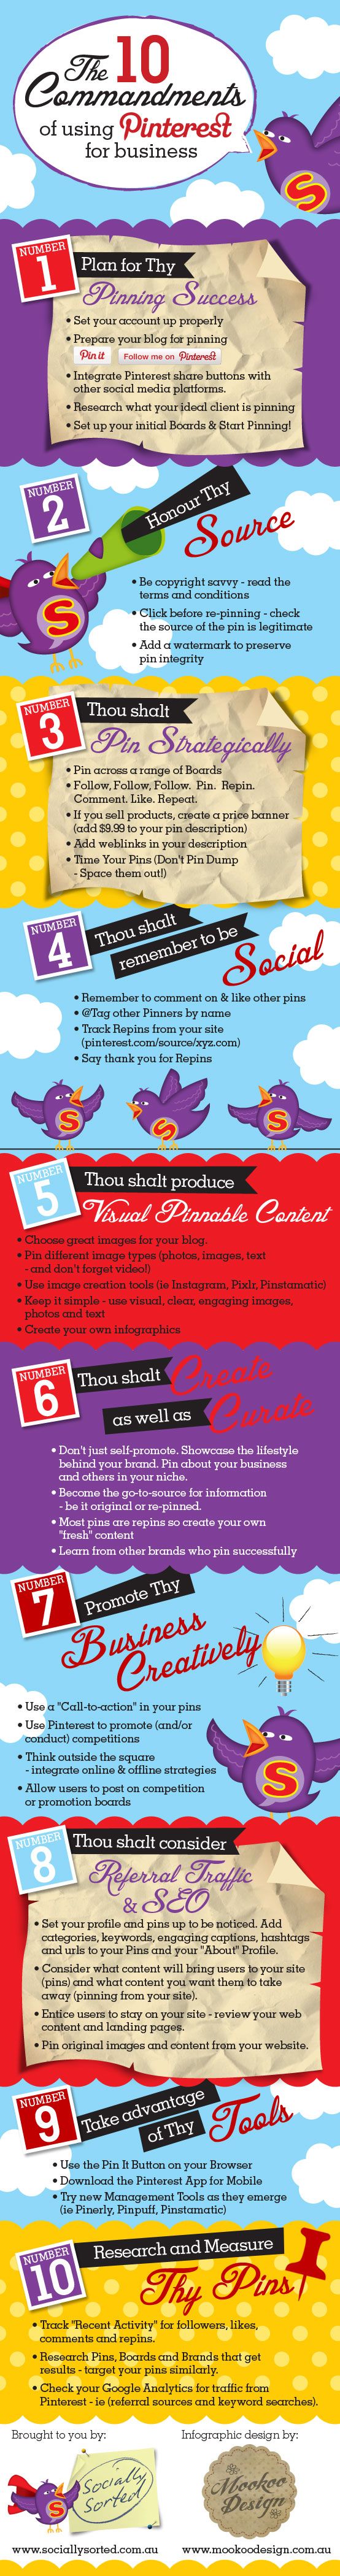 The 10
Commandments
of using Pinterest
for business
S
NUMBER
1
Plan for Thy
Pinning Success
• Set your account up properly
• Prepare your blog for pinning
Pin it
Follow me on Pinterest
• Integrate Pinterest share buttons with
other social media platforms.
• Research what your ideal client is pinning
• Set up your initial Boards & Start Pinning!
NUMBER
2
Honour Thy
Source
S
• Be copyright savvy - read the
terms and conditions
• Click before re-pinning - check
the source of the pin is legitimate
• Add a watermark to preserve
pin integrity
NUMBER
3
Thou shalt
Pin Strategically
• Pin across a range of Boards
• Follow, Follow, Follow. Pin. Repin.
Comment. Like. Repeat.
• If you sell products, create a price banner
(add $9.99 to your pin description)
• Add weblinks in your description
• Time Your Pins (Don't Pin Dump
- Space them out!)
NUMBER
4
Thou shalt
remember to be
Social
• Remember to comment on & like other pins
• @Tag other Pinners by name
• Track Repins from your site
(pinterest.com/source/xyz.com)
• Say thank you for Repins
S
S
S
NUMBER
5
Thou shalt produce
Visual Pinnable Content
• Choose great images for your blog.
• Pin different image types (photos, images, text
- and don't forget video!)
• Use image creation tools (ie Instagram, Pixlr, Pinstamatic)
• Keep it simple - use visual, clear, engaging images,
photos and text
• Create your own infographics
NUMBER
6
Thou shalt Create
as well as Curate
• Don't just self-promote. Showcase the lifestyle
behind your brand. Pin about your business
and others in your niche.
• Become the go-to-source for information
- be it original or re-pinned.
• Most pins are repins so create your own
"fresh" content
• Learn from other brands who pin successfully
NUMBER
7
Promote Thy
Business
Creatively
• Use a "Call-to-action" in your pins
• Use Pinterest to promote (and/or
conduct) competitions
• Think outside the square
- integrate online & offline strategies
• Allow users to post on competition
or promotion boards
S
NUMBER
8
Thou shalt consider
Referral Traffic
& SEO
• Set your profile and pins up to be noticed. Add
categories, keywords, engaging captions, hashtags
and urls to your Pins and your "About" Profile.
• Consider what content will bring users to your site
(pins) and what content you want them to take
away (pinning from your site).
• Entice users to stay on your site - review your web
content and landing pages.
• Pin original images and content from your website.
NUMBER
9
Take advantage
of Thy Tools
• Use the Pin It Button on your Browser
• Download the Pinterest App for Mobile
• Try new Management Tools as they emerge
(ie Pinerly, Pinpuff, Pinstamatic)
NUMBER
10
Research and Measure
Thy Pins
• Track "Recent Activity" for followers, likes,
comments and repins.
• Research Pins, Boards and Brands that get
results - target your pins similarly.
• Check your Google Analytics for traffic from
Pinterest - ie (referral sources and keyword searches).
Brought to you by:
S
Socially
Sorted
www.sociallysorted.com.au
Infographic design by:
Mookoo
Design
www.mookoodesign.com.au